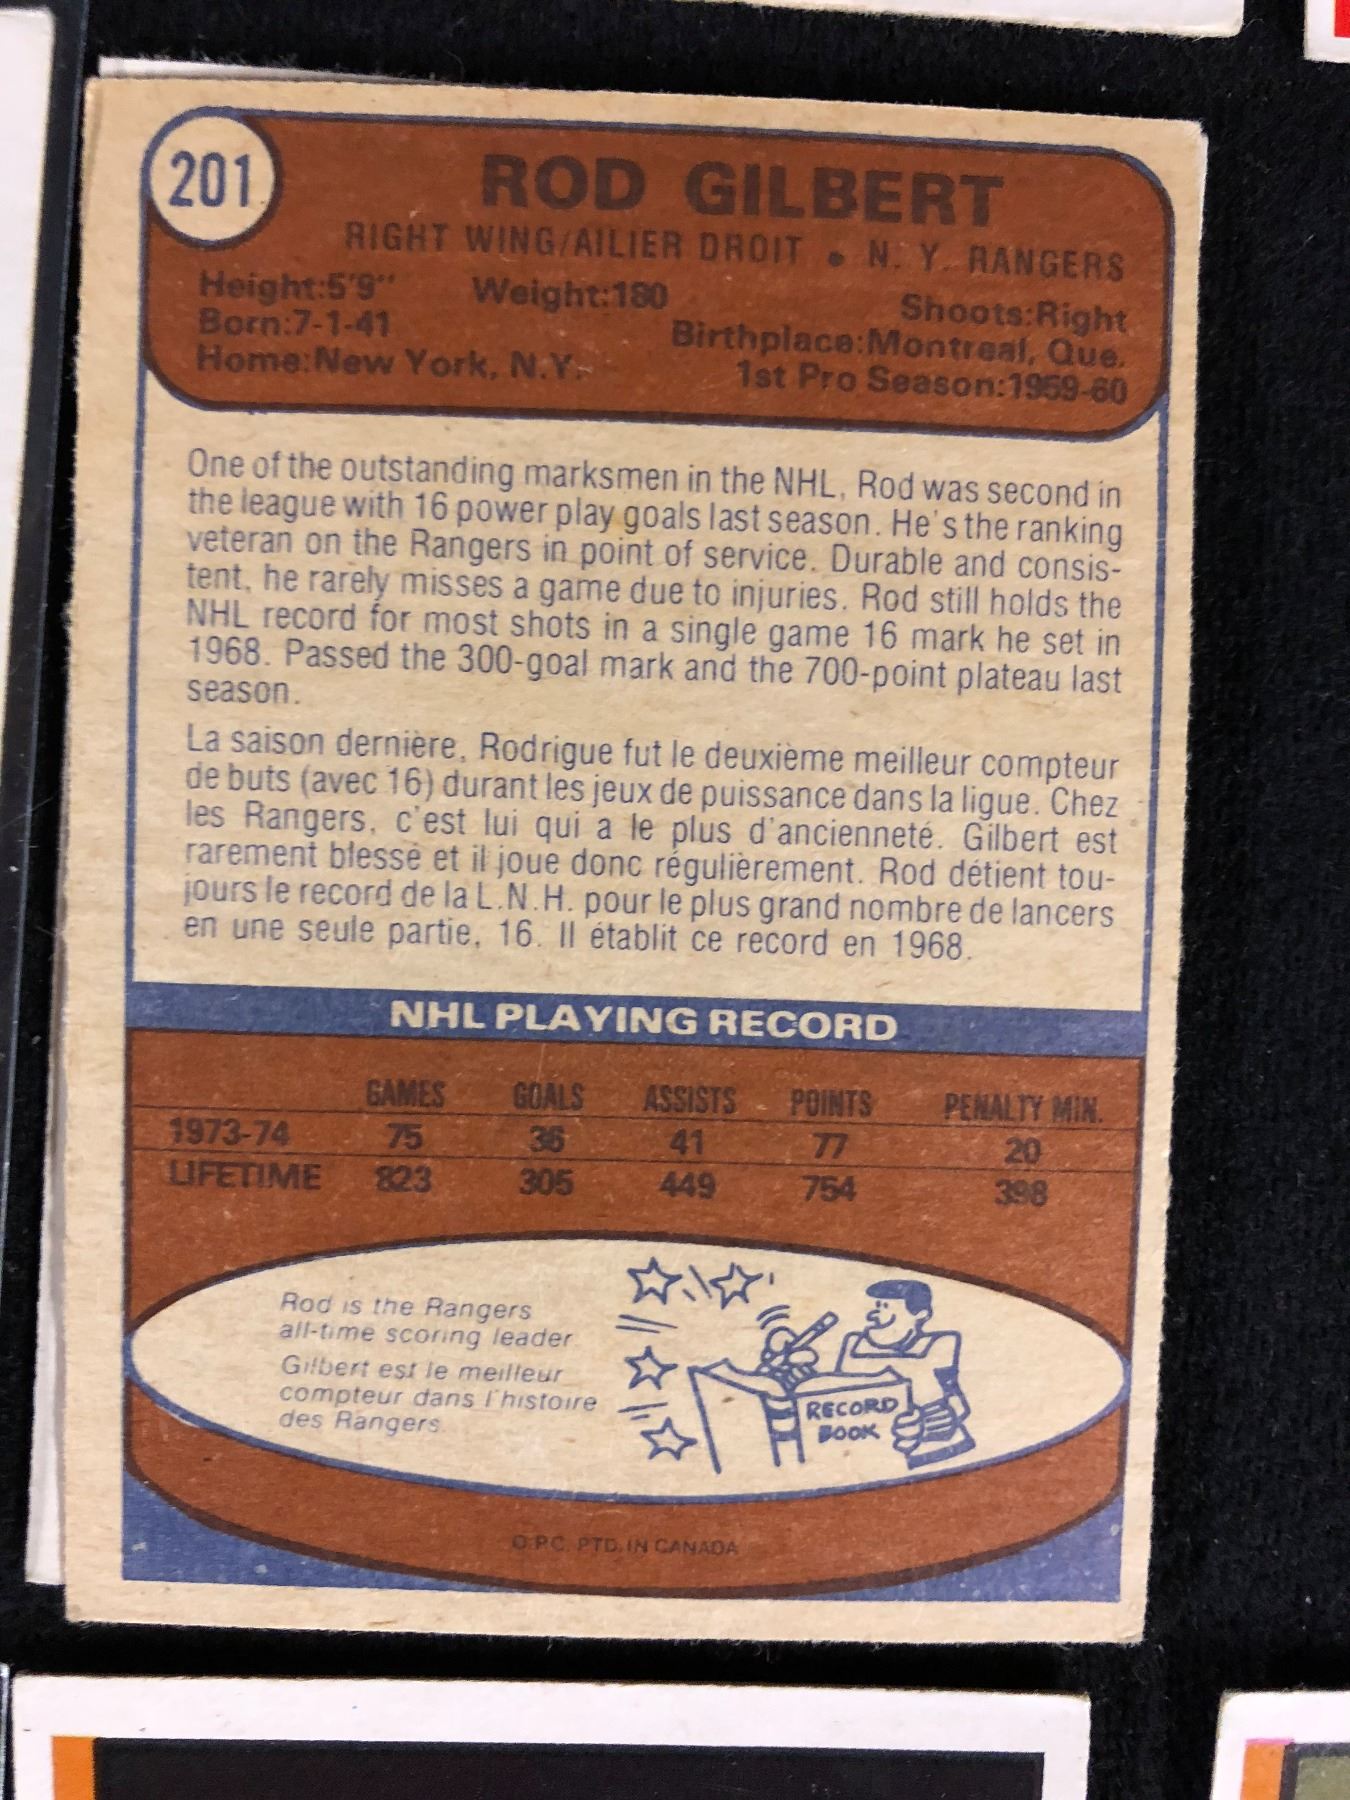 201
ROD GILBERT
RIGHT WING/AILIER DROIT • N. Y. RANGERS
Height:5'9" Weight:180 Shoots:Right
Born:7-1-41 Birthplace:Montreal, Que.
Home:New York, N.Y. 1st Pro Season:1959-60
One of the outstanding marksmen in the NHL, Rod was second in
the league with 16 power play goals last season. He's the ranking
veteran on the Rangers in point of service. Durable and consis-
tent, he rarely misses a game due to injuries. Rod still holds the
NHL record for most shots in a single game 16 mark he set in
1968. Passed the 300-goal mark and the 700-point plateau last
season.
La saison dernière, Rodrigue fut le deuxième meilleur compteur
de buts (avec 16) durant les jeux de puissance dans la ligue. Chez
les Rangers, c'est lui qui a le plus d'ancienneté. Gilbert est
rarement blessé et il joue donc régulièrement. Rod détient tou-
jours le record de la L.N.H. pour le plus grand nombre de lancers
en une seule partie, 16. Il établit ce record en 1968.
NHL PLAYING RECORD
GAMES GOALS ASSISTS POINTS PENALTY MIN.
1973-74 75 36 41 77 20
LIFETIME 823 305 449 754 398
Rod is the Rangers
all-time scoring leader.
Gilbert est le meilleur
compteur dans l'histoire
des Rangers.
RECORD
BOOK
O.P.C. PTD. IN CANADA